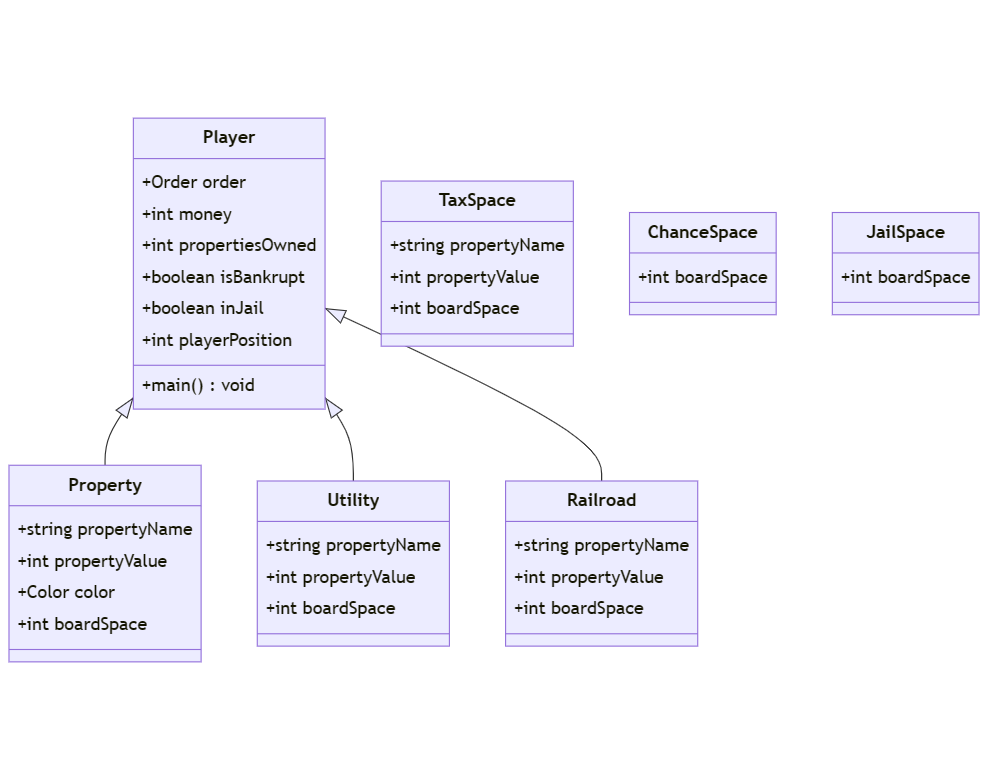 Player
+Order order
+int money
+int propertiesOwned
+boolean isBankrupt
+boolean inJail
+int playerPosition
+main() : void
TaxSpace
+string propertyName
+int propertyValue
+int boardSpace
ChanceSpace
+int boardSpace
JailSpace
+int boardSpace
Property
+string propertyName
+int propertyValue
+Color color
+int boardSpace
Utility
+string propertyName
+int propertyValue
+int boardSpace
Railroad
+string propertyName
+int propertyValue
+int boardSpace